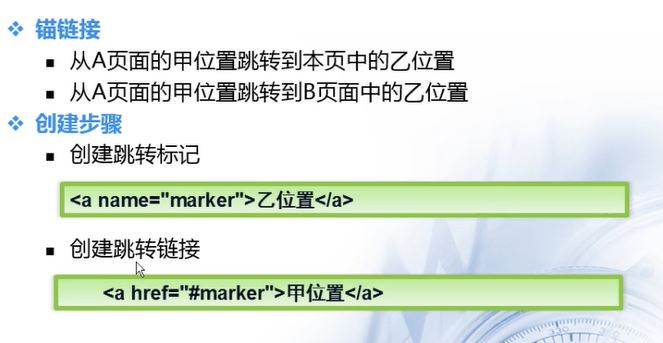 锚链接
从A页面的甲位置跳转到本页中的乙位置
从A页面的甲位置跳转到B页面中的乙位置
创建步骤
创建跳转标记
<a name="marker">乙位置</a>
创建跳转链接
<a href="#marker">甲位置</a>